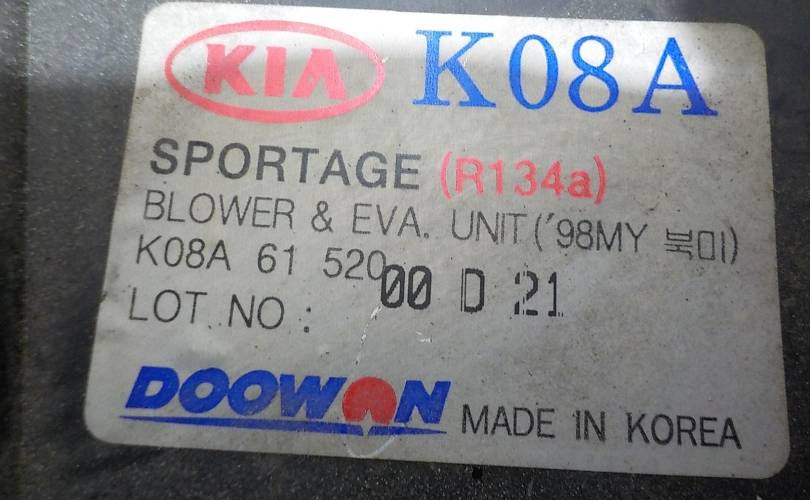 KIA K08A
SPORTAGE (R134a)
BLOWER & EVA. UNIT ('98MY 북미)
K08A 61 520
00 D 21
LOT NO :
DOOWON MADE IN KOREA